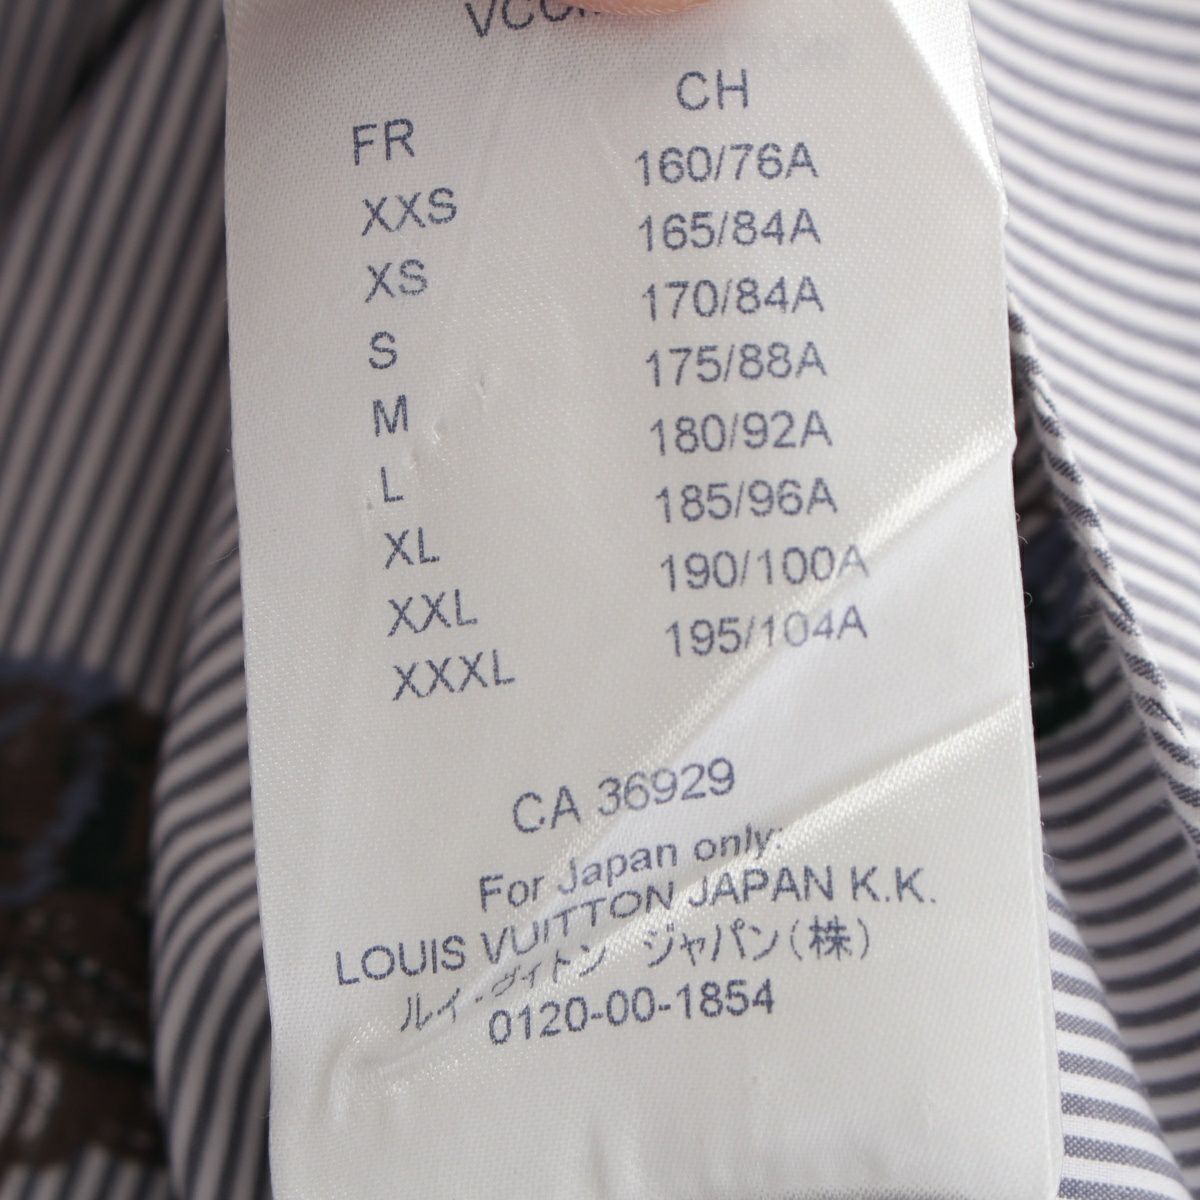 FR CH
XXS 160/76A
XS 165/84A
S 170/84A
M 175/88A
L 180/92A
XL 185/96A
XXL 190/100A
XXXL 195/104A
CA 36929
For Japan only:
LOUIS VUITTON JAPAN K.K.
ルイ・ヴィトン ジャパン(株)
0120-00-1854